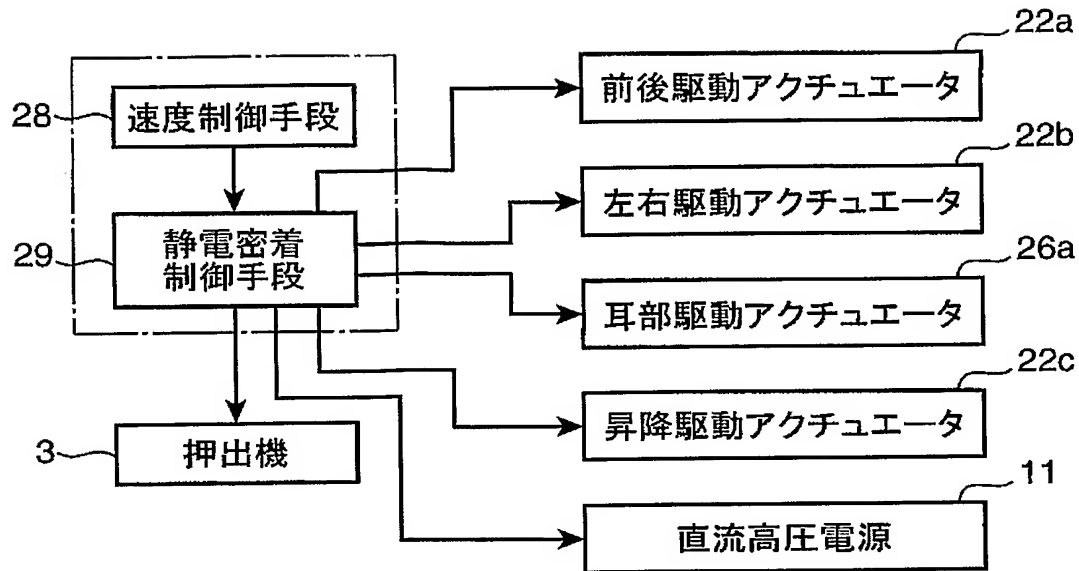 22a
前後駆動アクチュエータ
28
速度制御手段
22b
左右駆動アクチュエータ
29
静電密着
制御手段
26a
耳部駆動アクチュエータ
22c
昇降駆動アクチュエータ
3
押出機
11
直流高圧電源